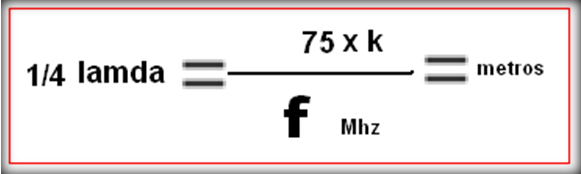 75 x k
1/4 lamda = = metros
f Mhz